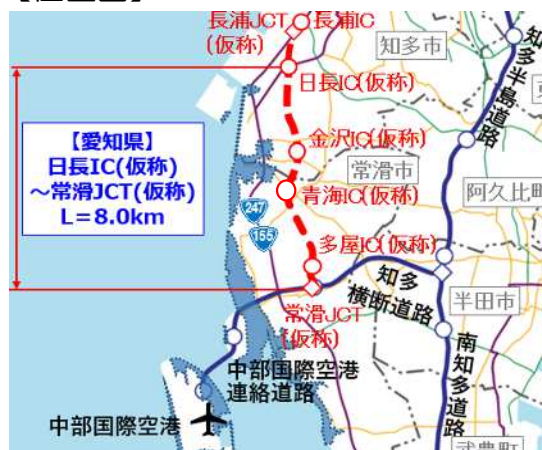 長浦JCT
(仮称)
長浦IC
知多市
日長IC(仮称)
知多半島道路
【愛知県】
日長IC(仮称)
～常滑JCT(仮称)
L＝8.0km
金沢IC(仮称)
常滑市
青海IC(仮称)
阿久比町
247
155
多屋IC(仮称)
知多
横断道路
半田市
常滑JCT
(仮称)
南知多道路
中部国際空港
連絡道路
中部国際空港
武豊町